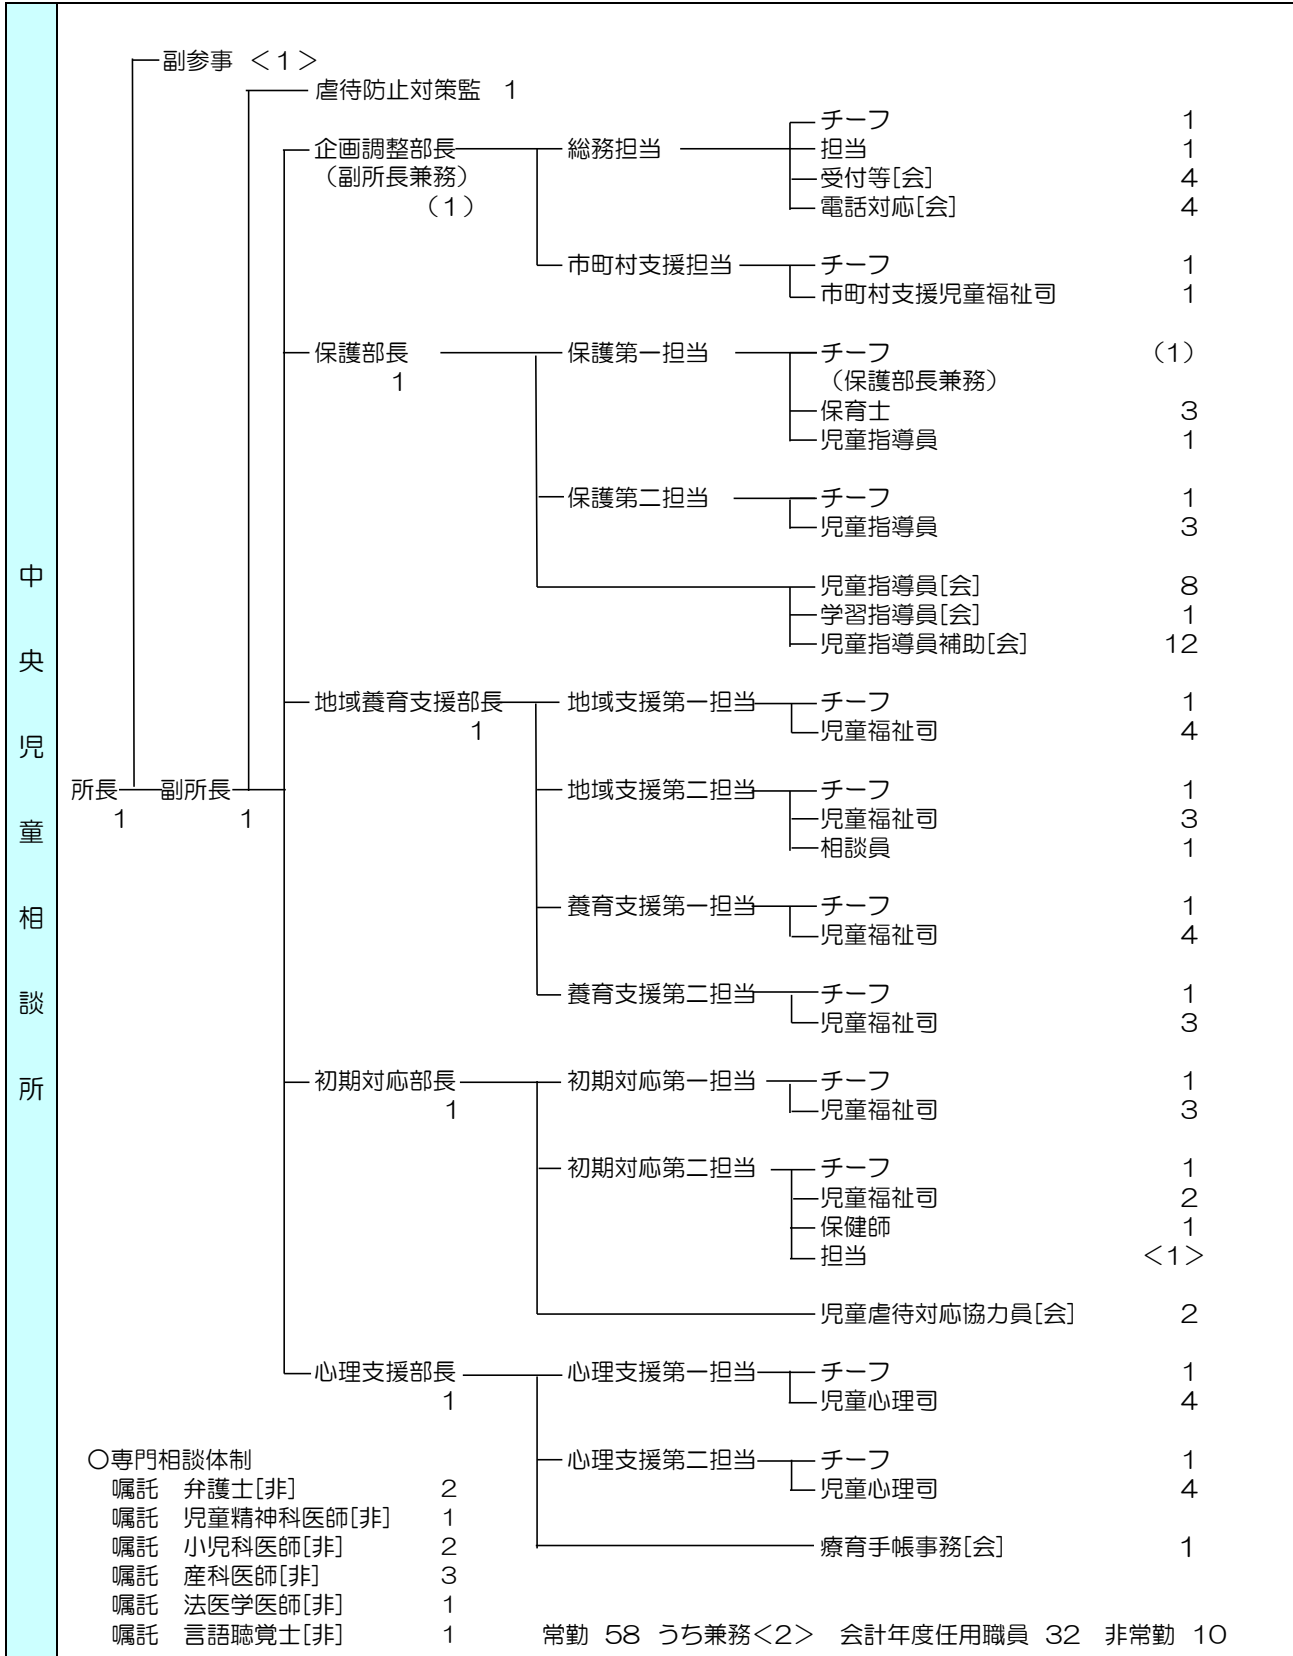 副参事 <1>
虐待防止対策監 1
チーフ 1
企画調整部長 総務担当 担当 1
(副所長兼務) 受付等[会] 4
(1) 電話対応[会] 4
市町村支援担当 チーフ 1
市町村支援児童福祉司 1
保護部長 保護第一担当 チーフ (1)
1 (保護部長兼務)
保育士 3
児童指導員 1
保護第二担当 チーフ 1
児童指導員 3
児童指導員[会] 8
学習指導員[会] 1
児童指導員補助[会] 12
地域養育支援部長 地域支援第一担当 チーフ 1
1 児童福祉司 4
所長 副所長 地域支援第二担当 チーフ 1
1 1 児童福祉司 3
相談員 1
養育支援第一担当 チーフ 1
児童福祉司 4
養育支援第二担当 チーフ 1
児童福祉司 3
初期対応部長 初期対応第一担当 チーフ 1
1 児童福祉司 3
初期対応第二担当 チーフ 1
児童福祉司 2
保健師 1
担当 <1>
児童虐待対応協力員[会] 2
心理支援部長 心理支援第一担当 チーフ 1
1 児童心理司 4
心理支援第二担当 チーフ 1
児童心理司 4
療育手帳事務[会] 1
中央児童相談所
〇専門相談体制
嘱託 弁護士[非] 2
嘱託 児童精神科医師[非] 1
嘱託 小児科医師[非] 2
嘱託 産科医師[非] 3
嘱託 法医学医師[非] 1
嘱託 言語聴覚士[非] 1
常勤 58 うち兼務<2> 会計年度任用職員 32 非常勤 10